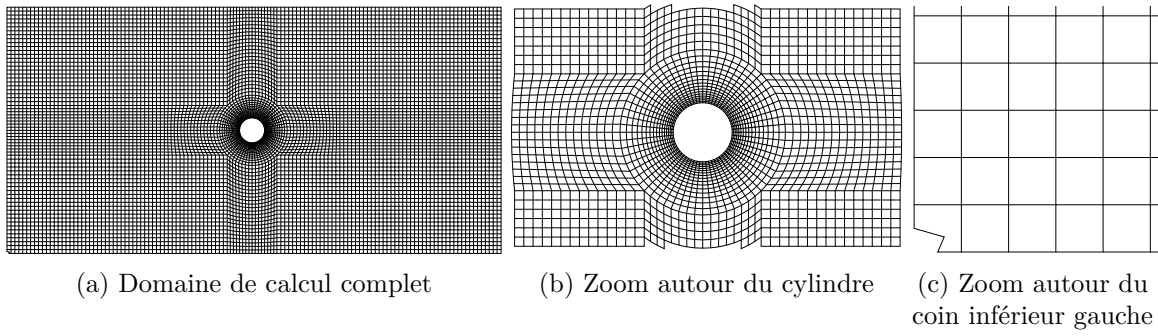 (a) Domaine de calcul complet
(b) Zoom autour du cylindre
(c) Zoom autour du
coin inférieur gauche